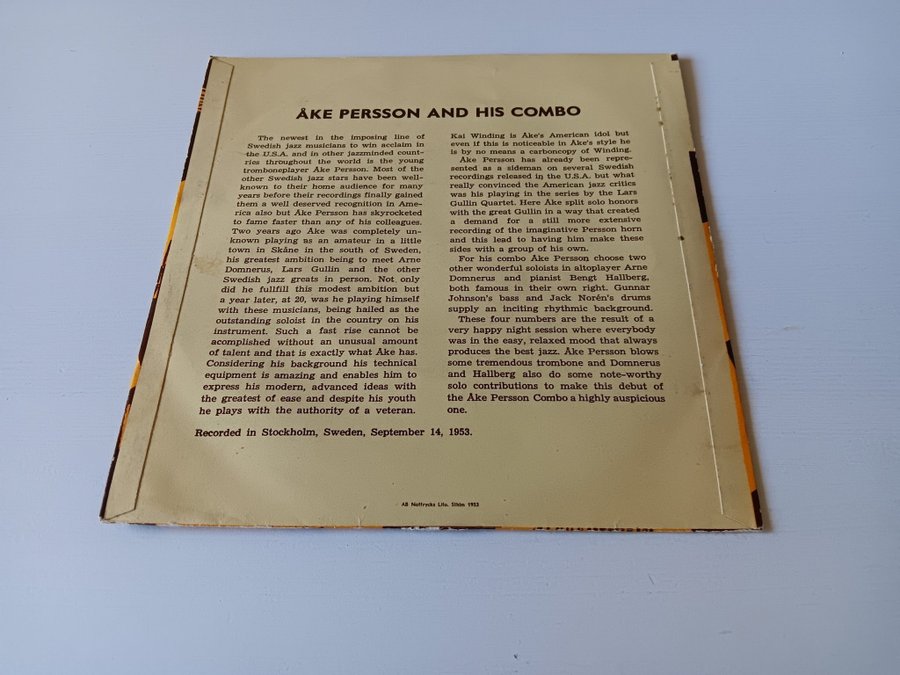 ÅKE PERSSON AND HIS COMBO
The newest in the imposing line of
Swedish jazz musicians to win acclaim in
the U.S.A. and in other jazzminded count-
ries throughout the world is the young
tromboneplayer Åke Persson. Most of the
other Swedish jazz stars have been well-
known to their home audience for many
years before their recordings finally gained
them a well deserved recognition in Ame-
rica also but Åke Persson has skyrocketed
to fame faster than any of his colleagues.
Two years ago Åke was completely un-
known playing as an amateur in a little
town in Skåne in the south of Sweden,
his greatest ambition being to meet Arne
Domnerus, Lars Gullin and the other
Swedish jazz greats in person. Not only
did he fullfill this modest ambition but
a year later, at 20, was he playing himself
with these musicians, being hailed as the
outstanding soloist in the country on his
instrument. Such a fast rise cannot be
acomplished without an unusual amount
of talent and that is exactly what Åke has.
Considering his background his technical
equipment is amazing and enables him to
express his modern, advanced ideas with
the greatest of ease and despite his youth
he plays with the authority of a veteran.
Kai Winding is Åke's American idol but
even if this is noticeable in Åke's style he
is by no means a carboncopy of Winding.
Åke Persson has already been repre-
sented as a sideman on several Swedish
recordings released in the U.S.A. but what
really convinced the American jazz critics
was his playing in the series by the Lars
Gullin Quartet. Here Åke split solo honors
with the great Gullin in a way that created
a demand for a still more extensive
recording of the imaginative Persson horn
and this lead to having him make these
sides with a group of his own.
For his combo Åke Persson choose two
other wonderful soloists in altoplayer Arne
Domnerus and pianist Bengt Hallberg,
both famous in their own right. Gunnar
Johnson's bass and Jack Norén's drums
supply an inciting rhythmic background.
These four numbers are the result of a
very happy night session where everybody
was in the easy, relaxed mood that always
produces the best jazz. Åke Persson blows
some tremendous trombone and Domnerus
and Hallberg also do some note-worthy
solo contributions to make this debut of
the Åke Persson Combo a highly auspicious
one.
Recorded in Stockholm, Sweden, September 14, 1953.
AB Nottrycks Lito. Sthlm 1953